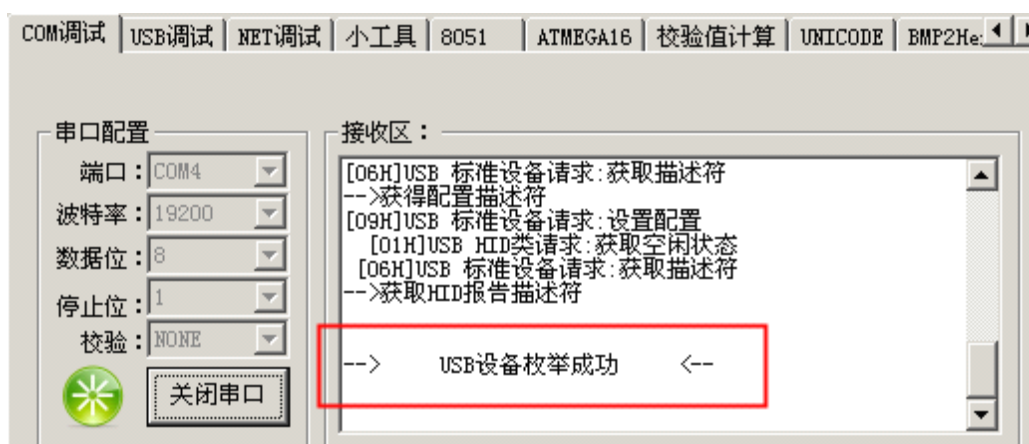 COM调试 USB调试 NET调试 小工具 8051 ATMEGA16 校验值计算 UNICODE BMP2He
串口配置
端口：COM4
波特率：19200
数据位：8
停止位：1
校验：NONE
关闭串口
接收区：
[06H]USB 标准设备请求:获取描述符
-->获得配置描述符
[09H]USB 标准设备请求:设置配置
[01H]USB HID类请求:获取空闲状态
[06H]USB 标准设备请求:获取描述符
-->获取HID报告描述符
--> USB设备枚举成功 <--